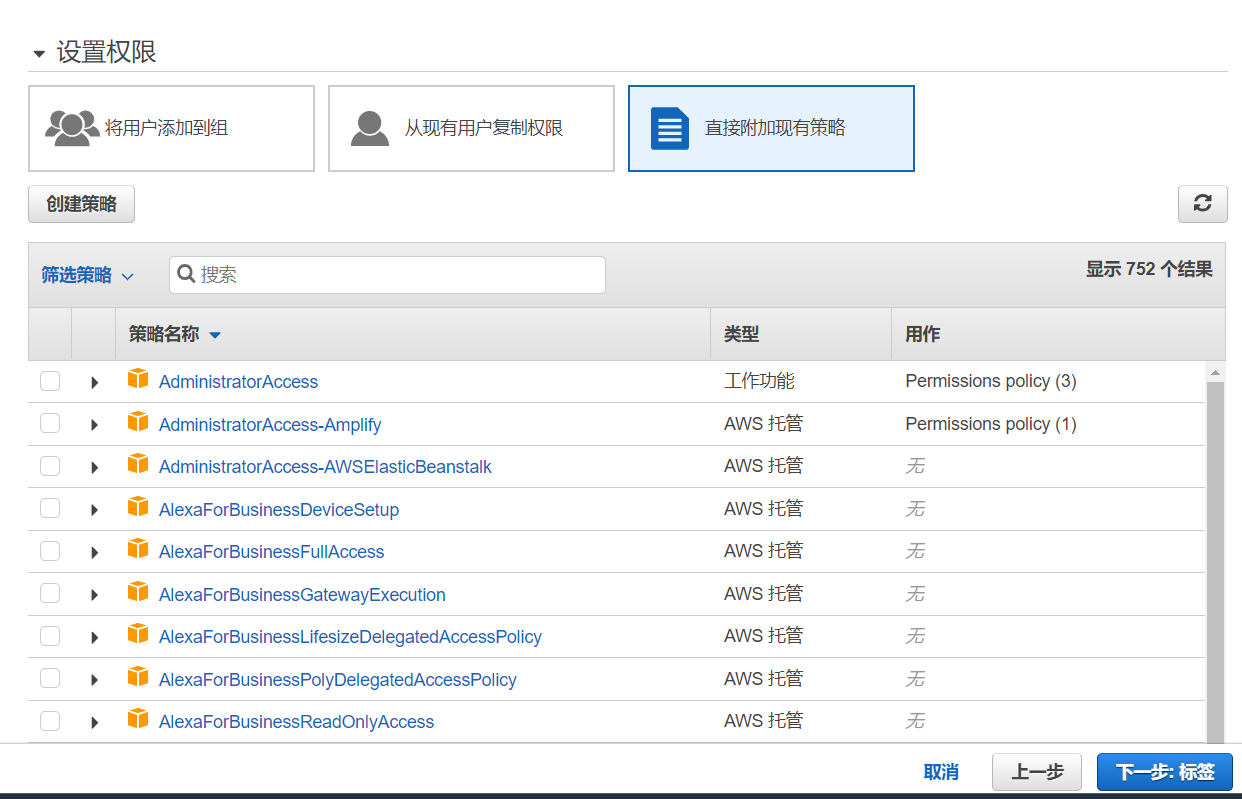 设置权限
将用户添加到组
从现有用户复制权限
直接附加现有策略
创建策略
筛选策略
搜索
显示 752 个结果
策略名称 类型 用作
AdministratorAccess 工作功能 Permissions policy (3)
AdministratorAccess-Amplify AWS 托管 Permissions policy (1)
AdministratorAccess-AWSElasticBeanstalk AWS 托管 无
AlexaForBusinessDeviceSetup AWS 托管 无
AlexaForBusinessFullAccess AWS 托管 无
AlexaForBusinessGatewayExecution AWS 托管 无
AlexaForBusinessLifesizeDelegatedAccessPolicy AWS 托管 无
AlexaForBusinessPolyDelegatedAccessPolicy AWS 托管 无
AlexaForBusinessReadOnlyAccess AWS 托管 无
取消 上一步 下一步: 标签